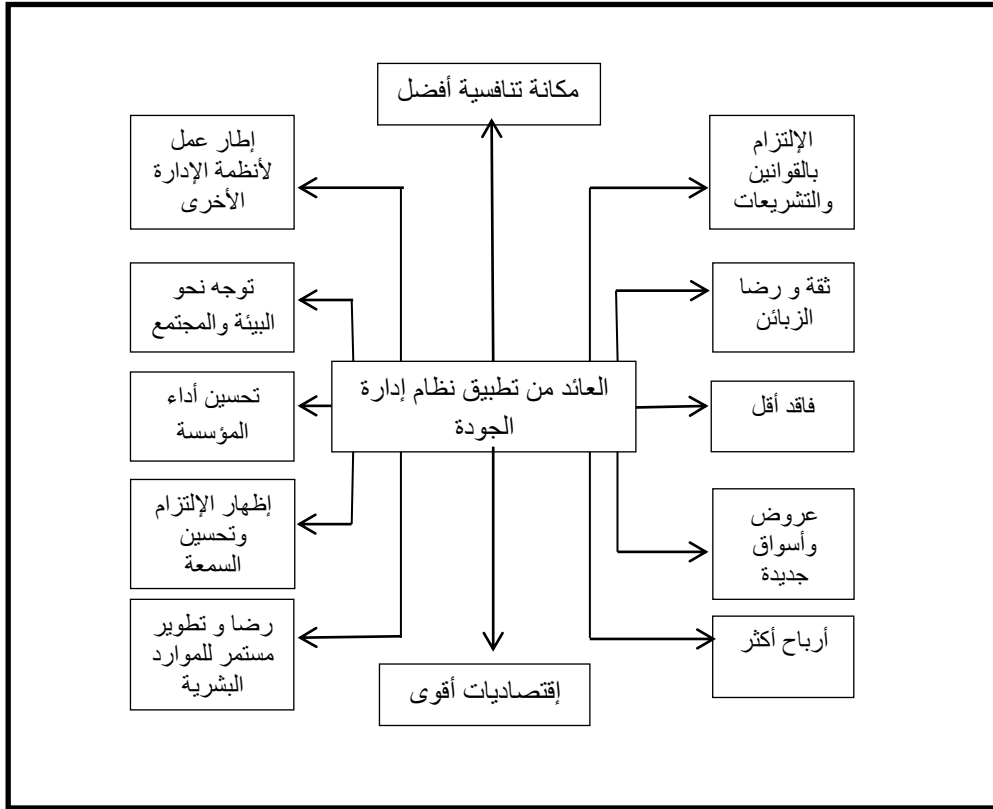 مكانة تنافسية أفضل
الإلتزام
بالقوانين
والتشريعات
إطار عمل
لأنظمة الإدارة
الأخرى
ثقة و رضا
الزبائن
توجه نحو
البيئة والمجتمع
العائد من تطبيق نظام إدارة
الجودة
فاقد أقل
تحسين أداء
المؤسسة
عروض
وأسواق
جديدة
إظهار الإلتزام
وتحسين
السمعة
أرباح أكثر
رضا و تطوير
مستمر للموارد
البشرية
إقتصاديات أقوى